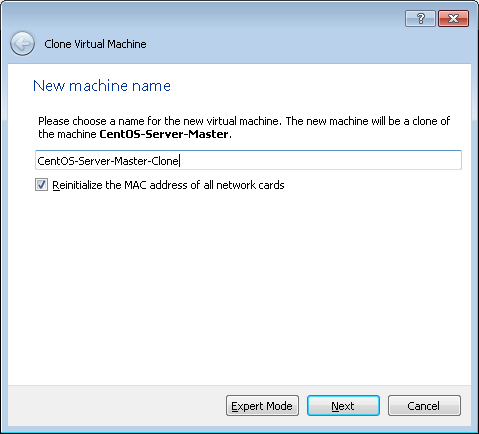 ?
Clone Virtual Machine
New machine name
Please choose a name for the new virtual machine. The new machine will be a clone of
the machine CentOS-Server-Master.
CentOS-Server-Master-Clone
Reinitialize the MAC address of all network cards
Expert Mode Next Cancel